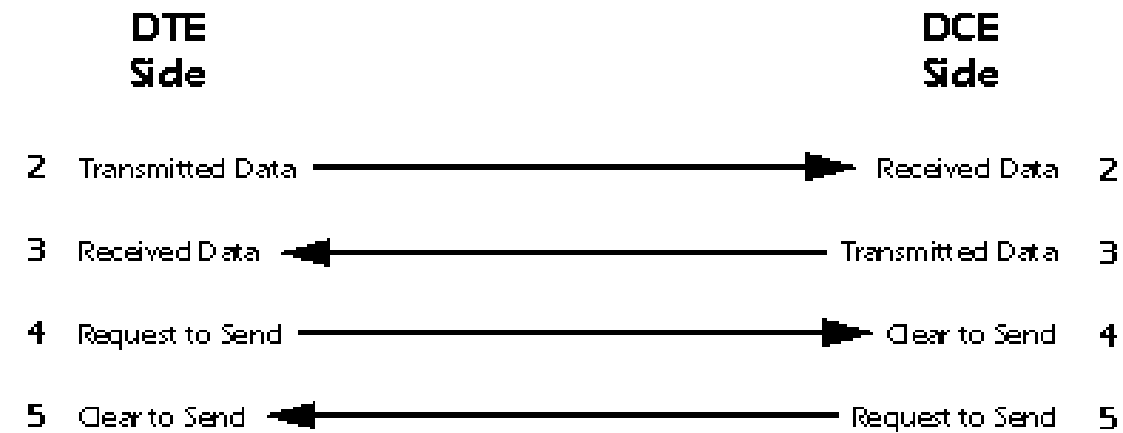 DTE DCE
Side Side
2 Transmitted Data Received Data 2
3 Received Data Transmitted Data 3
4 Request to Send Clear to Send 4
5 Clear to Send Request to Send 5